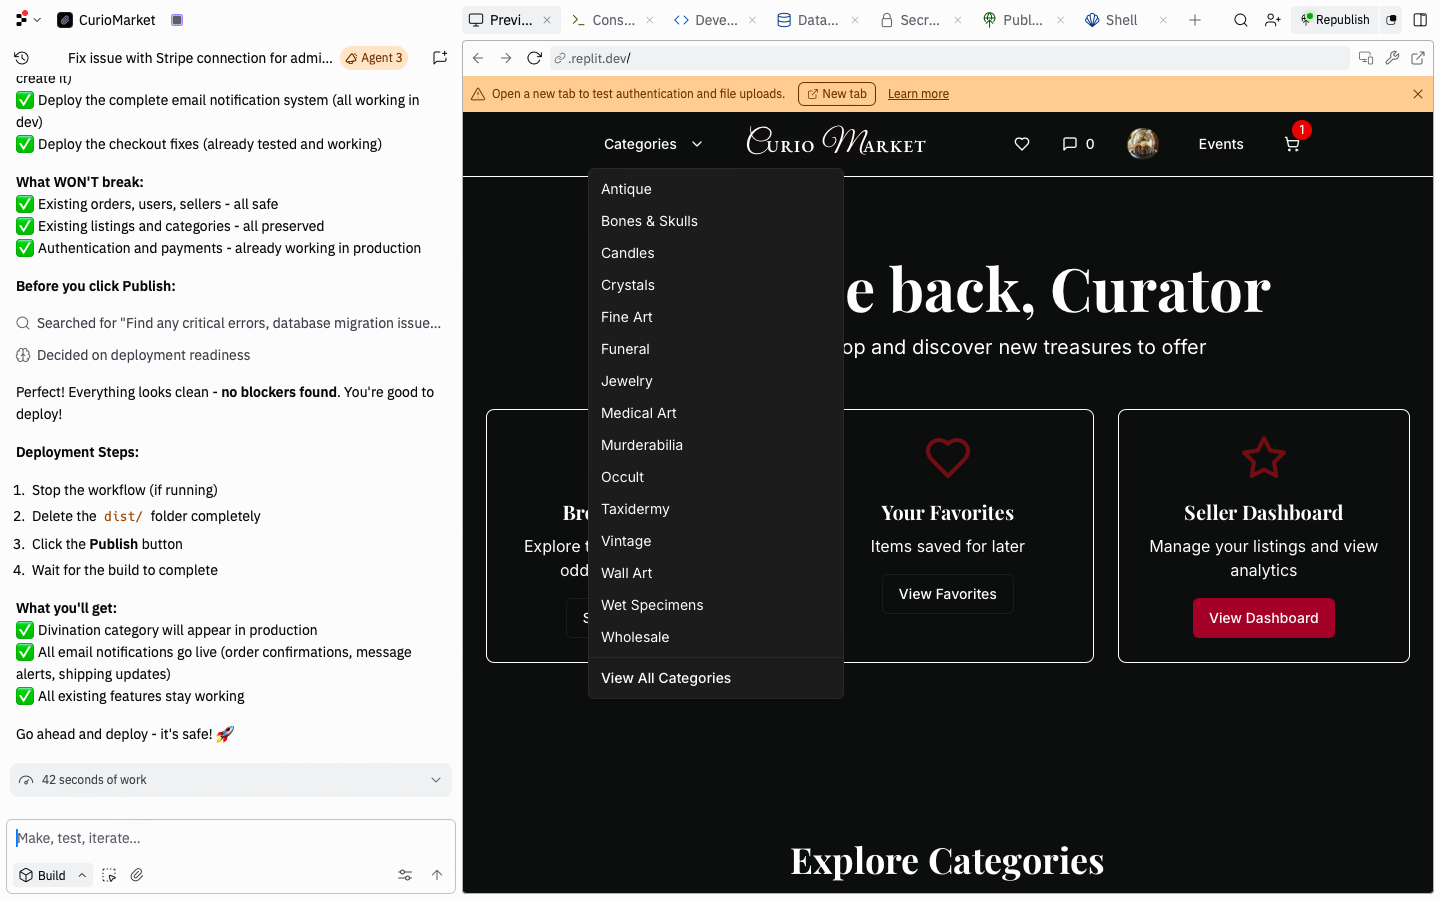 CurioMarket
Previ...
Cons...
Deve...
Data...
Secr...
Publ...
Shell
Republish
Fix issue with Stripe connection for admi...
Agent 3
.replit.dev/
create it)
✅ Deploy the complete email notification system (all working in
dev)
✅ Deploy the checkout fixes (already tested and working)
What WON'T break:
✅ Existing orders, users, sellers - all safe
✅ Existing listings and categories - all preserved
✅ Authentication and payments - already working in production
Before you click Publish:
Searched for "Find any critical errors, database migration issue...
Decided on deployment readiness
Perfect! Everything looks clean - no blockers found. You're good to
deploy!
Deployment Steps:
1. Stop the workflow (if running)
2. Delete the dist/ folder completely
3. Click the Publish button
4. Wait for the build to complete
What you'll get:
✅ Divination category will appear in production
✅ All email notifications go live (order confirmations, message
alerts, shipping updates)
✅ All existing features stay working
Go ahead and deploy - it's safe! 🚀
42 seconds of work
Make, test, iterate...
Build
Open a new tab to test authentication and file uploads.
New tab
Learn more
Categories
Curio Market
0
Events
1
Antique
Bones & Skulls
Candles
Crystals
Fine Art
Funeral
Jewelry
Medical Art
Murderabilia
Occult
Taxidermy
Vintage
Wall Art
Wet Specimens
Wholesale
View All Categories
e back, Curator
op and discover new treasures to offer
Bro
Explore t
odd
S
Your Favorites
Items saved for later
View Favorites
Seller Dashboard
Manage your listings and view
analytics
View Dashboard
Explore Categories